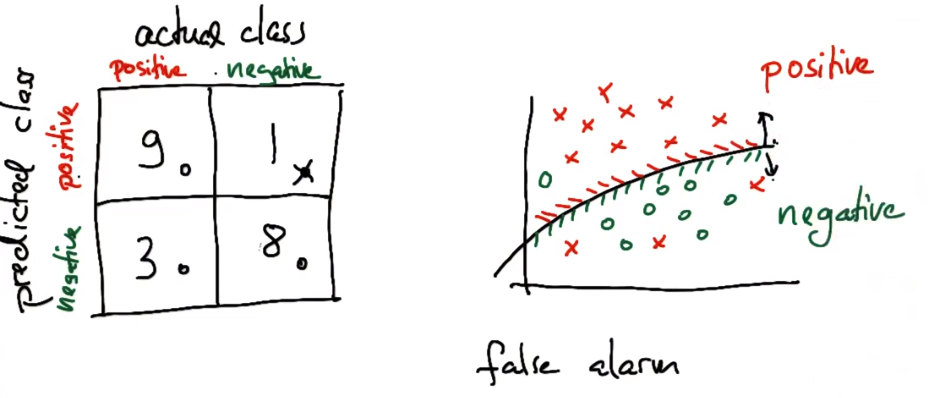 actual class
positive negative
predicted class
positive
negative
9 1
3 8
positive
negative
false alarm